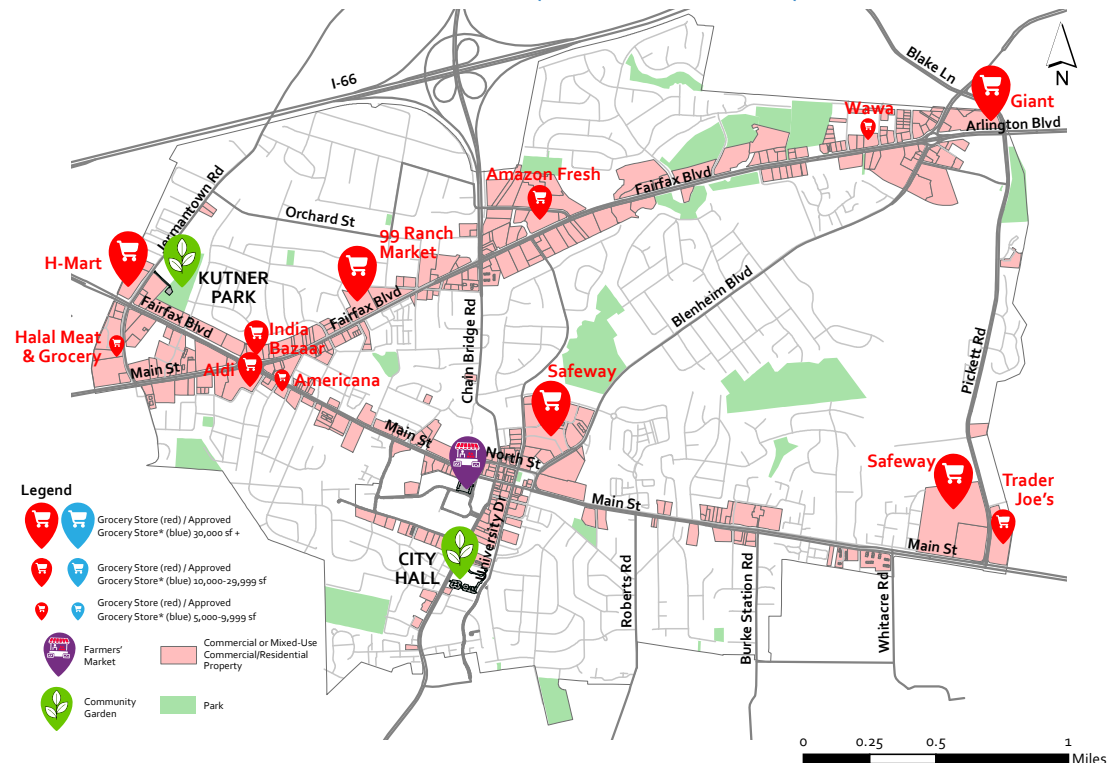 I-66
Blake Ln
N
Giant
Wawa
Arlington Blvd
Jermantown Rd
Amazon Fresh
Fairfax Blvd
Orchard St
99 Ranch
Market
H-Mart
KUTNER
PARK
Fairfax Blvd
Fairfax Blvd
Blenheim Blvd
Chain Bridge Rd
India
Bazaar
Halal Meat
& Grocery
Main St
Aldi
Americana
Pickett Rd
Safeway
Main St
North St
Safeway
Trader
Joe's
Main St
University Dr
Main St
CITY
HALL
Roberts Rd
Burke Station Rd
Whitacre Rd
Legend
Grocery Store (red) / Approved
Grocery Store* (blue) 30,000 sf +
Grocery Store (red) / Approved
Grocery Store* (blue) 10,000-29,999 sf
Grocery Store (red) / Approved
Grocery Store* (blue) 5,000-9,999 sf
Farmers'
Market
Commercial or Mixed-Use
Commercial/Residential
Property
Community
Garden
Park
0 0.25 0.5 1
Miles